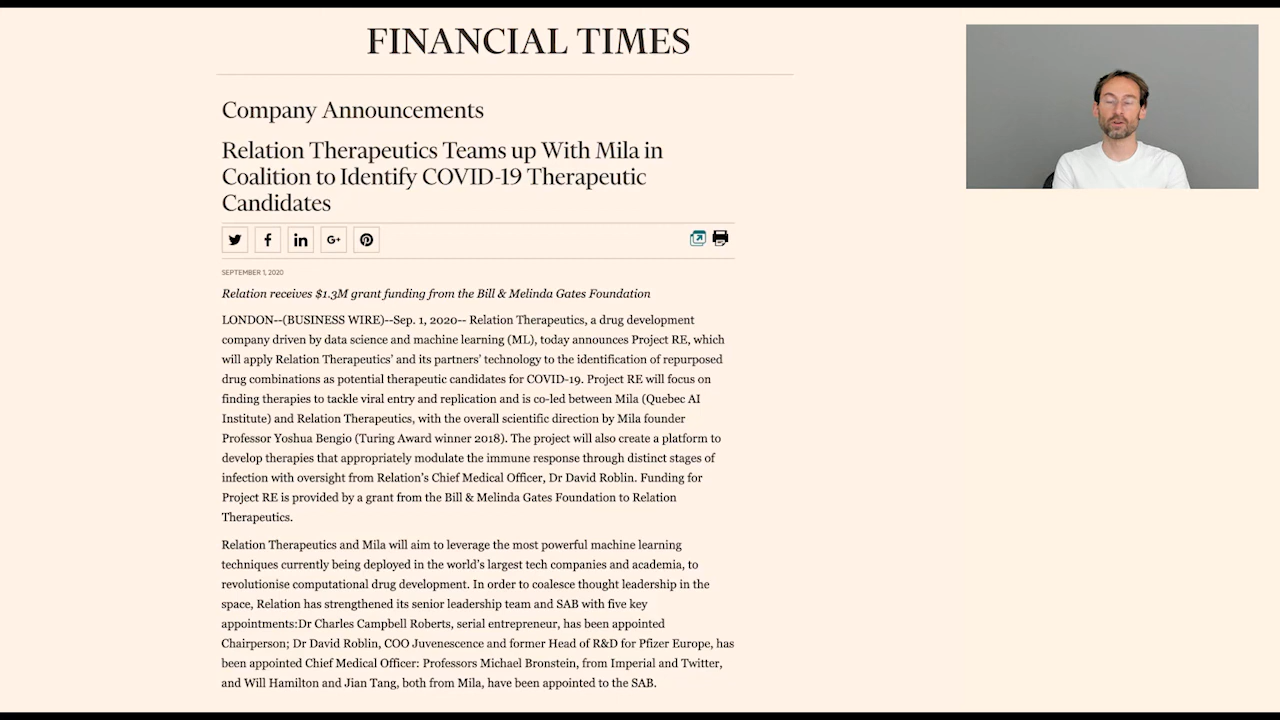 FINANCIAL TIMES
Company Announcements
Relation Therapeutics Teams up With Mila in
Coalition to Identify COVID-19 Therapeutic
Candidates
in G+
SEPTEMBER 1, 2020
Relation receives $1.3M grant funding from the Bill & Melinda Gates Foundation
LONDON--(BUSINESS WIRE)--Sep. 1, 2020-- Relation Therapeutics, a drug development
company driven by data science and machine learning (ML), today announces Project RE, which
will apply Relation Therapeutics’ and its partners’ technology to the identification of repurposed
drug combinations as potential therapeutic candidates for COVID-19. Project RE will focus on
finding therapies to tackle viral entry and replication and is co-led between Mila (Quebec AI
Institute) and Relation Therapeutics, with the overall scientific direction by Mila founder
Professor Yoshua Bengio (Turing Award winner 2018). The project will also create a platform to
develop therapies that appropriately modulate the immune response through distinct stages of
infection with oversight from Relation’s Chief Medical Officer, Dr David Roblin. Funding for
Project RE is provided by a grant from the Bill & Melinda Gates Foundation to Relation
Therapeutics.
Relation Therapeutics and Mila will aim to leverage the most powerful machine learning
techniques currently being deployed in the world’s largest tech companies and academia, to
revolutionise computational drug development. In order to coalesce thought leadership in the
space, Relation has strengthened its senior leadership team and SAB with five key
appointments:Dr Charles Campbell Roberts, serial entrepreneur, has been appointed
Chairperson; Dr David Roblin, COO Juvenescence and former Head of R&D for Pfizer Europe, has
been appointed Chief Medical Officer: Professors Michael Bronstein, from Imperial and Twitter,
and Will Hamilton and Jian Tang, both from Mila, have been appointed to the SAB.